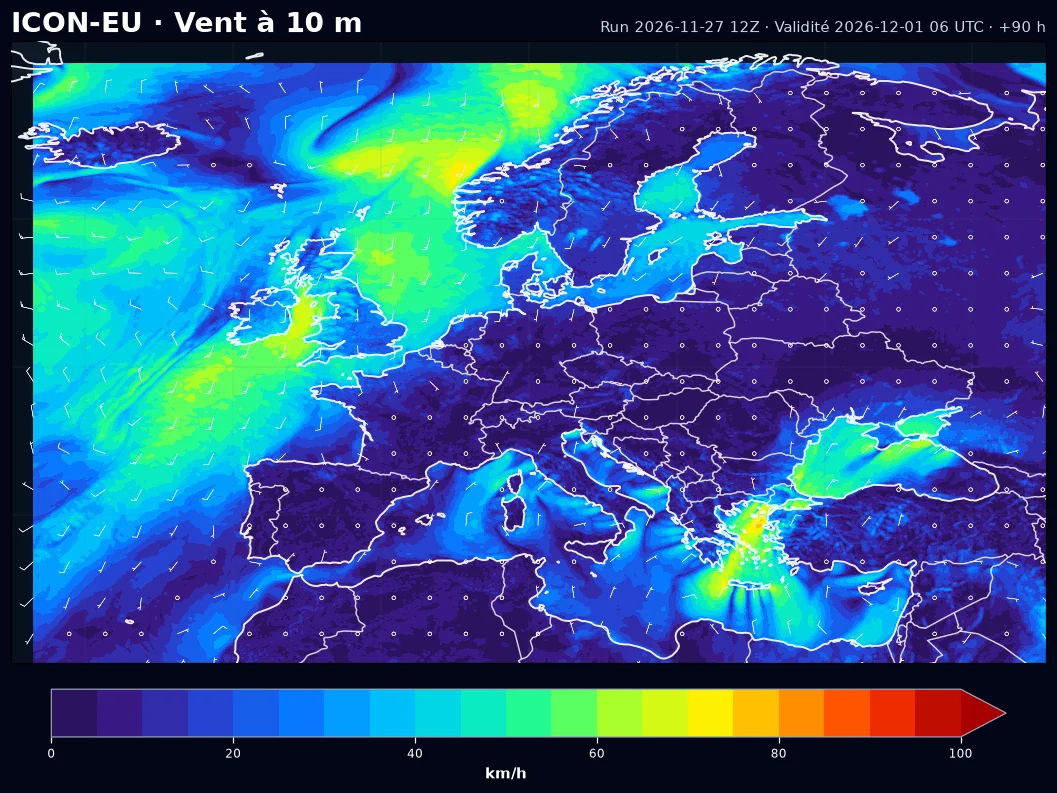 ICON-EU · Vent à 10 m
Run 2026-11-27 12Z · Validité 2026-12-01 06 UTC · +90 h
0 20 40 60 80 100
km/h